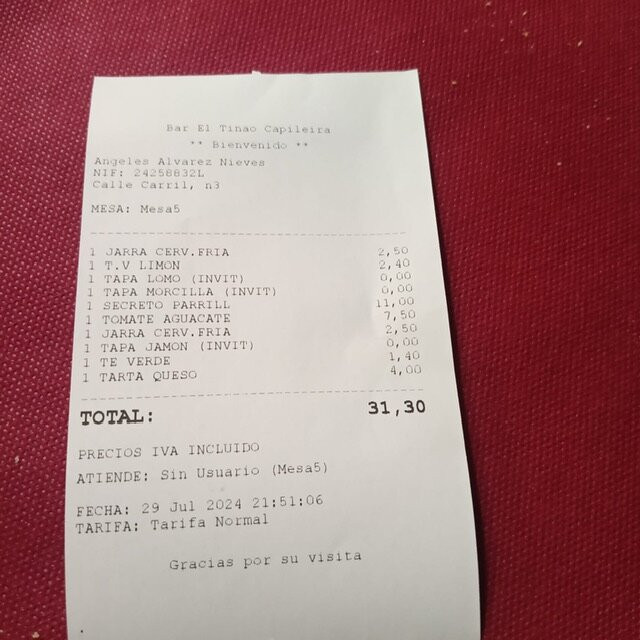 Bar El Tinao Capileira
** Bienvenido **
Angeles Alvarez Nieves
NIF: 24258832L
Calle Carril, n3
MESA: Mesa5
1 JARRA CERV.FRIA 2,50
1 T.V LIMON 2,40
1 TAPA LOMO (INVIT) 0,00
1 TAPA MORCILLA (INVIT) 0,00
1 SECRETO PARRILL 11,00
1 TOMATE AGUACATE 7,50
1 JARRA CERV.FRIA 2,50
1 TAPA JAMON (INVIT) 0,00
1 TE VERDE 1,40
1 TARTA QUESO 4,00
TOTAL: 31,30
PRECIOS IVA INCLUIDO
ATIENDE: Sin Usuario (Mesa5)
FECHA: 29 Jul 2024 21:51:06
TARIFA: Tarifa Normal
Gracias por su visita